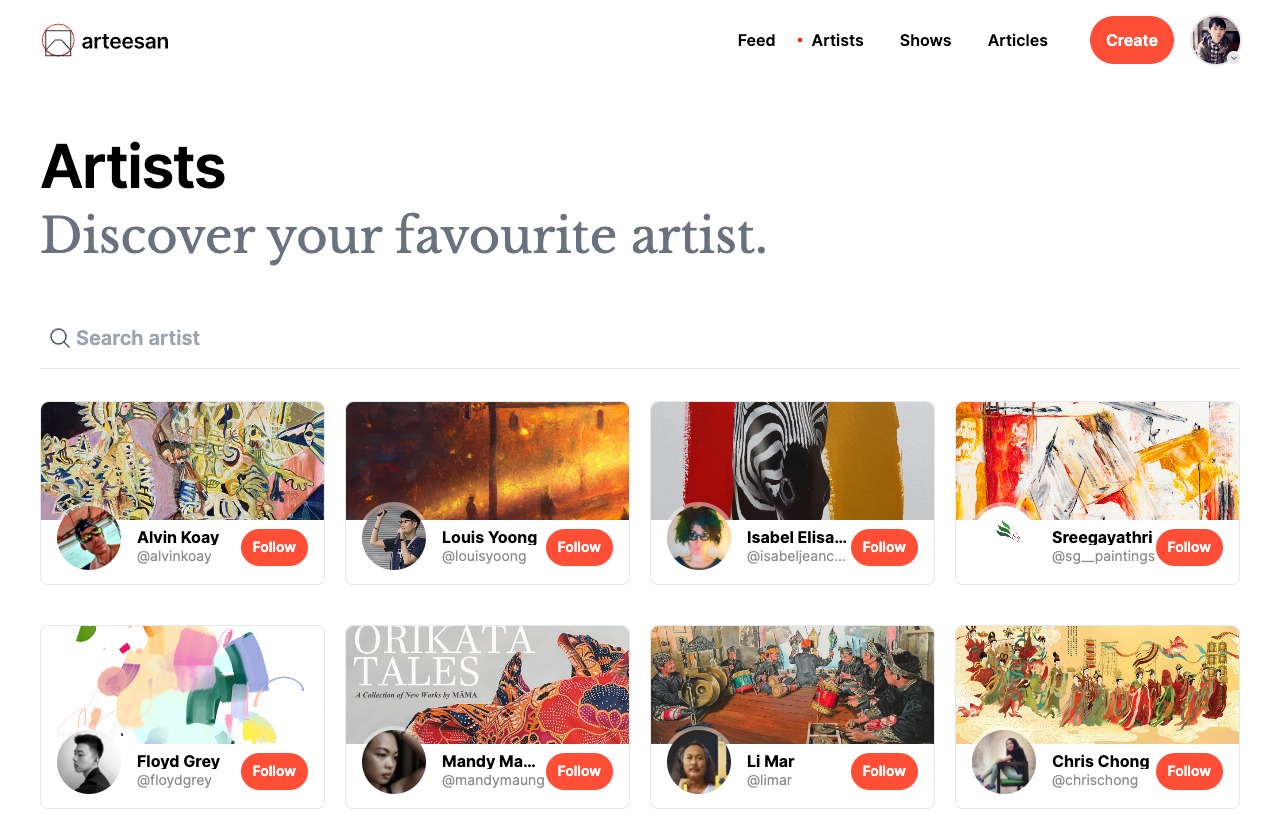 arteesan
Feed
Artists
Shows
Articles
Create
Artists
Discover your favourite artist.
Search artist
Alvin Koay
@alvinkoay
Follow
Louis Yoong
@louisyoong
Follow
Isabel Elisa...
@isabeljeanc...
Follow
Sreegayathri
@sg__paintings
Follow
Floyd Grey
@floydgrey
Follow
ORIKATA
TALES
A Collection of New Works by MĀMA
Mandy Ma...
@mandymaung
Follow
Li Mar
@limar
Follow
Chris Chong
@chrischong
Follow